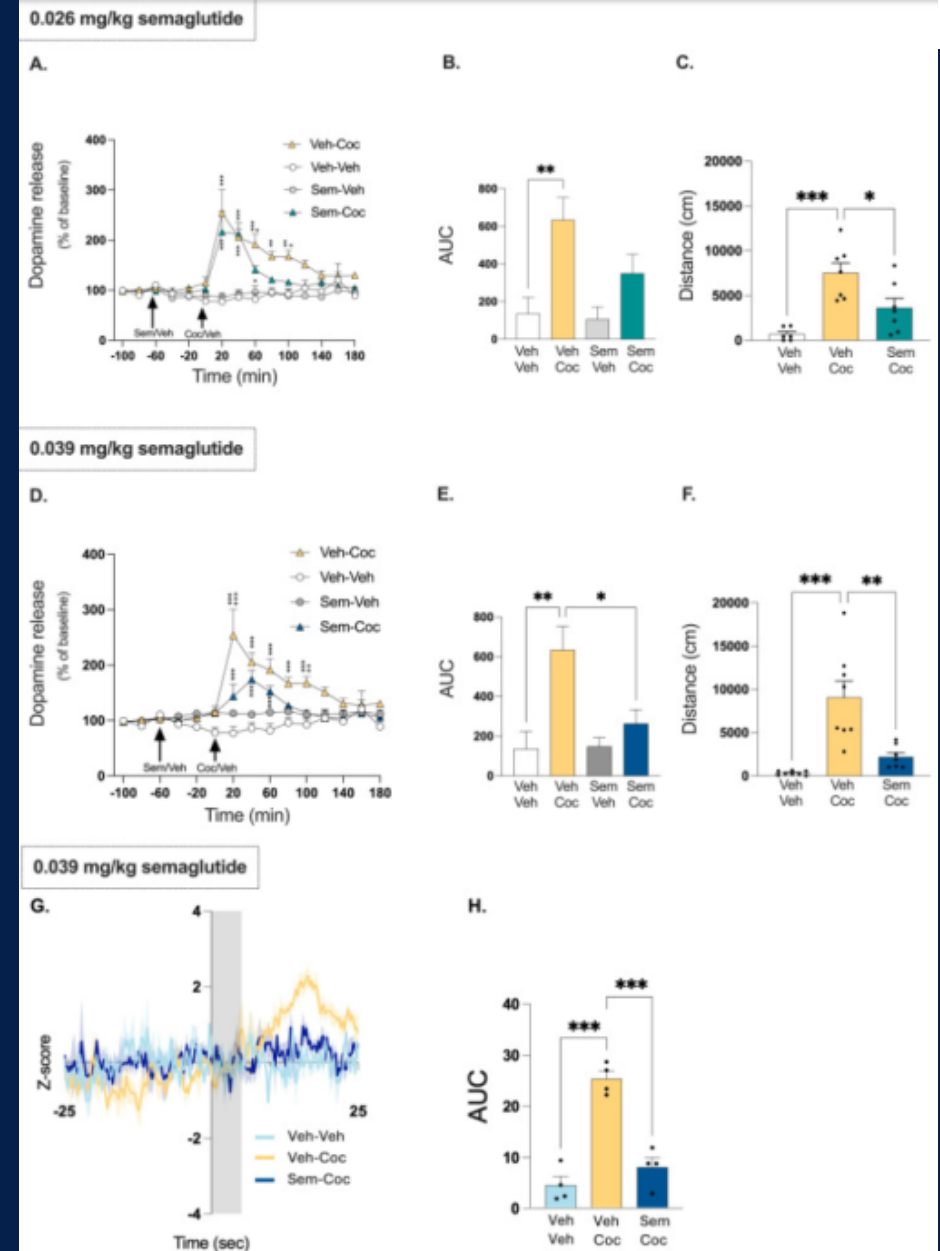 0.026 mg/kg semaglutide
A.
Dopamine release
(% of baseline)
400
300
200
100
0
Veh-Coc
Veh-Veh
Sem-Veh
Sem-Coc
Sem/Veh
Coc/Veh
-100 -60 -20 20 60 100 140 180
Time (min)
B.
AUC
800
600
400
200
0
**
Veh Veh Sem Sem
Veh Coc Veh Coc
C.
Distance (cm)
20000
15000
10000
5000
0
*** *
Veh Veh Sem
Veh Coc Coc
0.039 mg/kg semaglutide
D.
Dopamine release
(% of baseline)
400
300
200
100
0
Veh-Coc
Veh-Veh
Sem-Veh
Sem-Coc
Sem/Veh
Coc/Veh
-100 -60 -20 20 60 100 140 180
Time (min)
E.
AUC
800
600
400
200
0
** *
Veh Veh Sem Sem
Veh Coc Veh Coc
F.
Distance (cm)
20000
15000
10000
5000
0
*** **
Veh Veh Sem
Veh Coc Coc
0.039 mg/kg semaglutide
G.
Z-score
4
2
-2
-4
-25 25
Veh-Veh
Veh-Coc
Sem-Coc
Time (sec)
H.
AUC
40
30
20
10
0
***
***
Veh Veh Sem
Veh Coc Coc